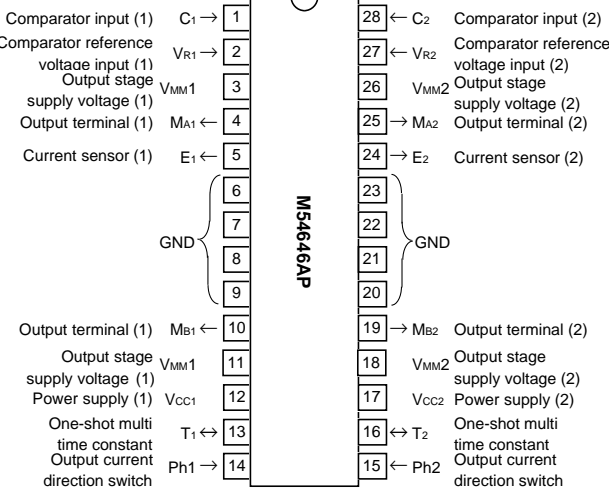 Comparator input (1) C1→ 1
Comparator reference
voltage input (1) VR1→ 2
Output stage
supply voltage (1) VMM1 3
Output terminal (1) MA1← 4
Current sensor (1) E1← 5
6
7
GND
8
9
Output terminal (1) MB1← 10
Output stage
supply voltage (1) VMM1 11
Power supply (1) VCC1 12
One-shot multi
time constant T1↔ 13
Output current
direction switch Ph1→ 14
M54646AP
28 ← C2 Comparator input (2)
27 ← VR2 Comparator reference
voltage input (2)
26 VMM2 Output stage
supply voltage (2)
25 → MA2 Output terminal (2)
24 → E2 Current sensor (2)
23
22
GND
21
20
19 → MB2 Output terminal (2)
18 VMM2 Output stage
supply voltage (2)
17 VCC2 Power supply (2)
16 ↔ T2 One-shot multi
time constant
15 ← Ph2 Output current
direction switch